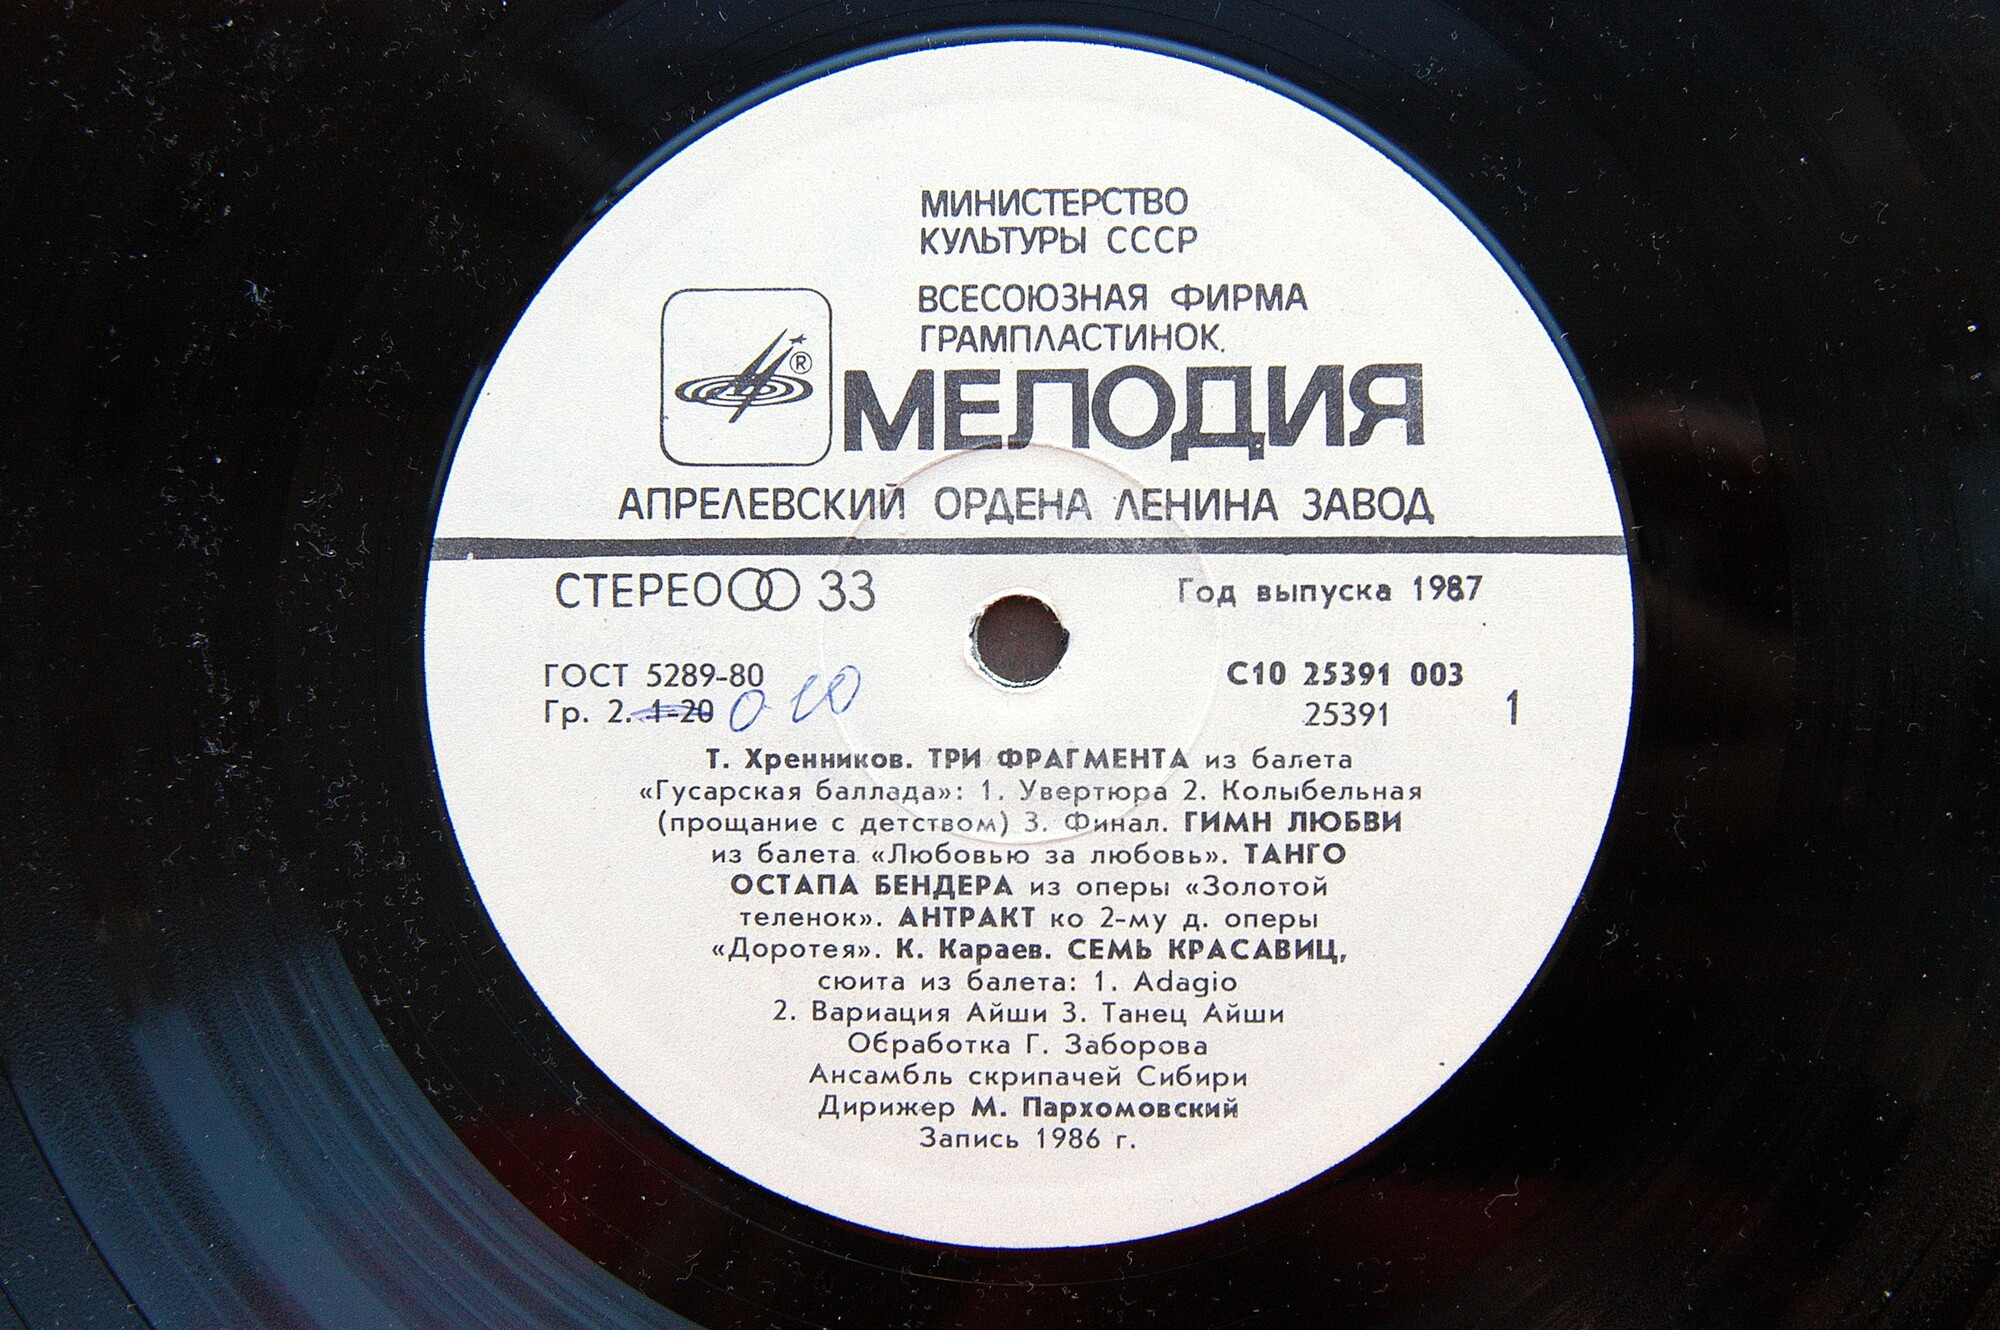 МИНИСТЕРСТВО
КУЛЬТУРЫ СССР
ВСЕСОЮЗНАЯ ФИРМА
ГРАМПЛАСТИНОК
®
МЕЛОДИЯ
АПРЕЛЕВСКИЙ ОРДЕНА ЛЕНИНА ЗАВОД
СТЕРЕО 33
Год выпуска 1987
ГОСТ 5289-80
С10 25391 003
Гр. 2. 1-20
25391
1
Т. Хренников. ТРИ ФРАГМЕНТА из балета
«Гусарская баллада»: 1. Увертюра 2. Колыбельная
(прощание с детством) 3. Финал. ГИМН ЛЮБВИ
из балета «Любовью за любовь». ТАНГО
ОСТАПА БЕНДЕРА из оперы «Золотой
теленок». АНТРАКТ ко 2-му д. оперы
«Доротея». К. Караев. СЕМЬ КРАСАВИЦ,
сюита из балета: 1. Adagio
2. Вариация Айши 3. Танец Айши
Обработка Г. Заборова
Ансамбль скрипачей Сибири
Дирижер М. Пархомовский
Запись 1986 г.